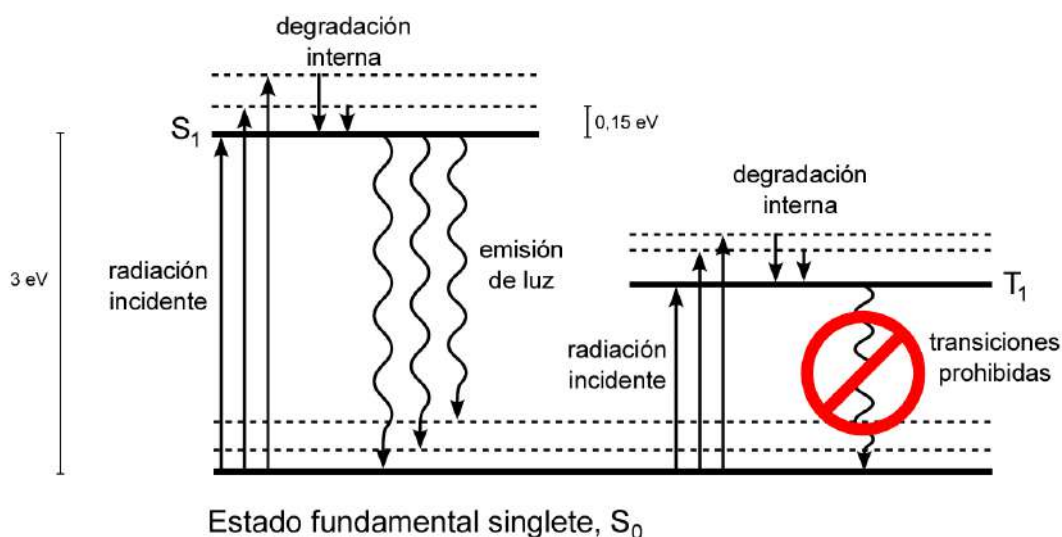 degradación
interna
S1
0,15 eV
degradación
interna
3 eV
radiación
incidente
emisión
de luz
T1
radiación
incidente
transiciones
prohibidas
Estado fundamental singlete, S0